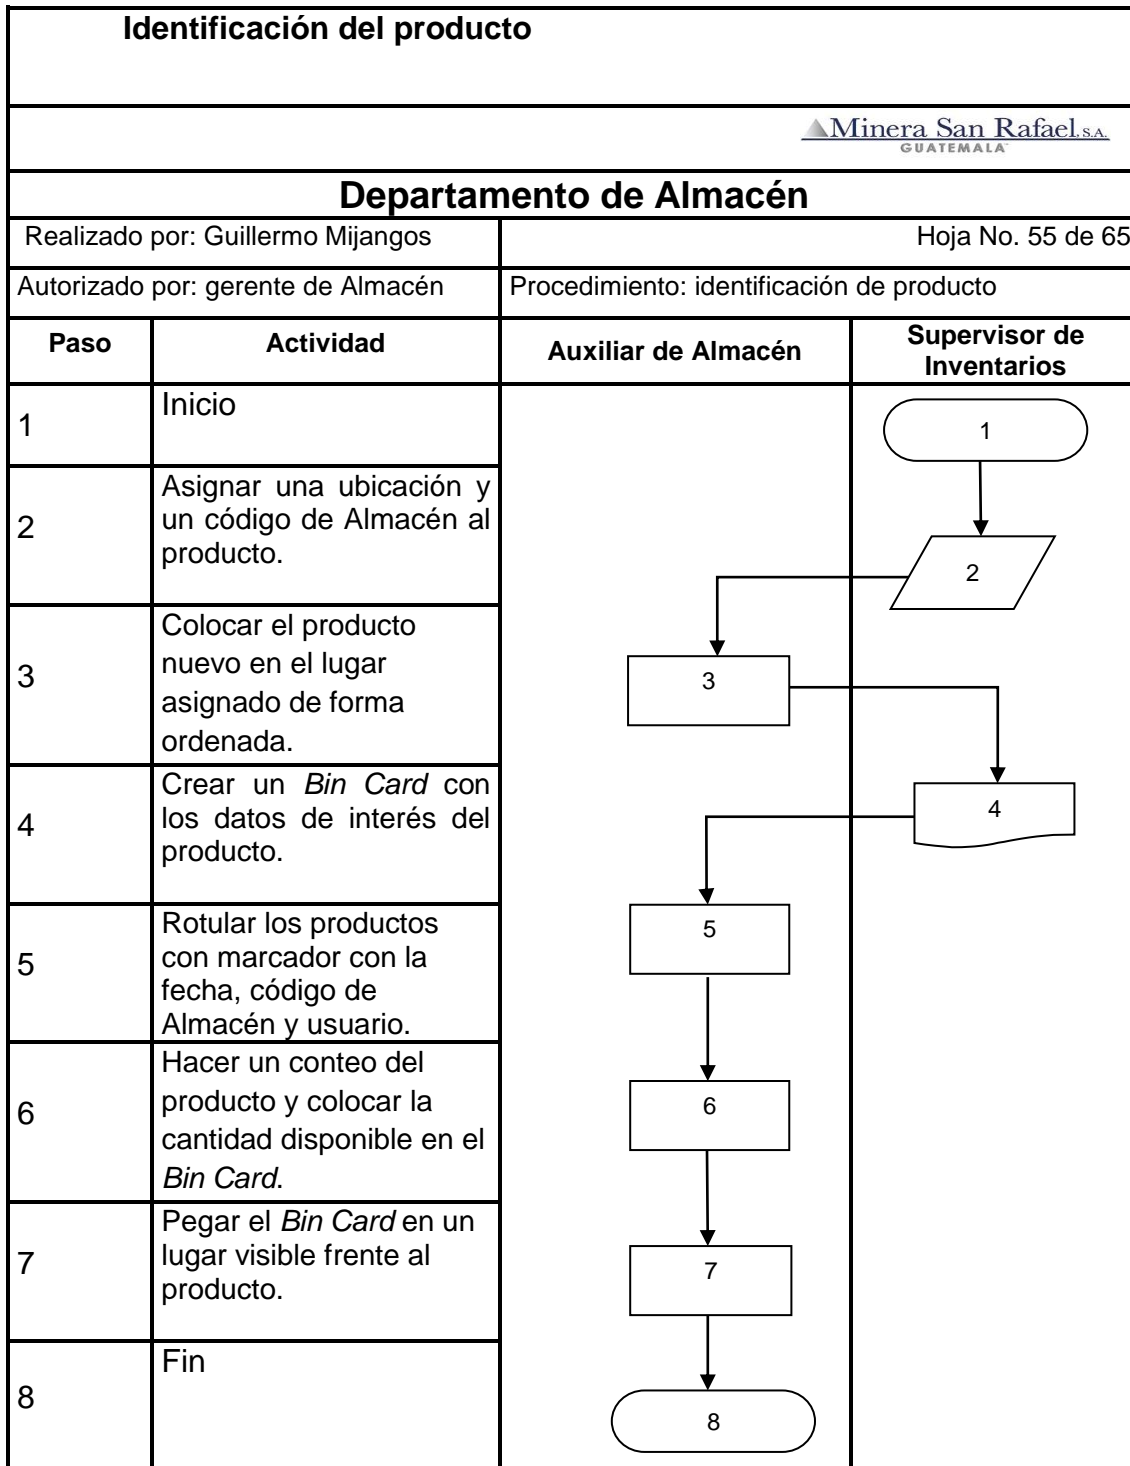 Identificación del producto
Minera San Rafael, S.A.
GUATEMALA
Departamento de Almacén
Realizado por: Guillermo Mijangos
Hoja No. 55 de 65
Autorizado por: gerente de Almacén
Procedimiento: identificación de producto
Paso
Actividad
Auxiliar de Almacén
Supervisor de
Inventarios
1
Inicio
1
2
Asignar una ubicación y
un código de Almacén al
producto.
2
3
Colocar el producto
nuevo en el lugar
asignado de forma
ordenada.
3
4
Crear un Bin Card con
los datos de interés del
producto.
4
5
Rotular los productos
con marcador con la
fecha, código de
Almacén y usuario.
5
6
Hacer un conteo del
producto y colocar la
cantidad disponible en el
Bin Card.
6
7
Pegar el Bin Card en un
lugar visible frente al
producto.
7
8
Fin
8